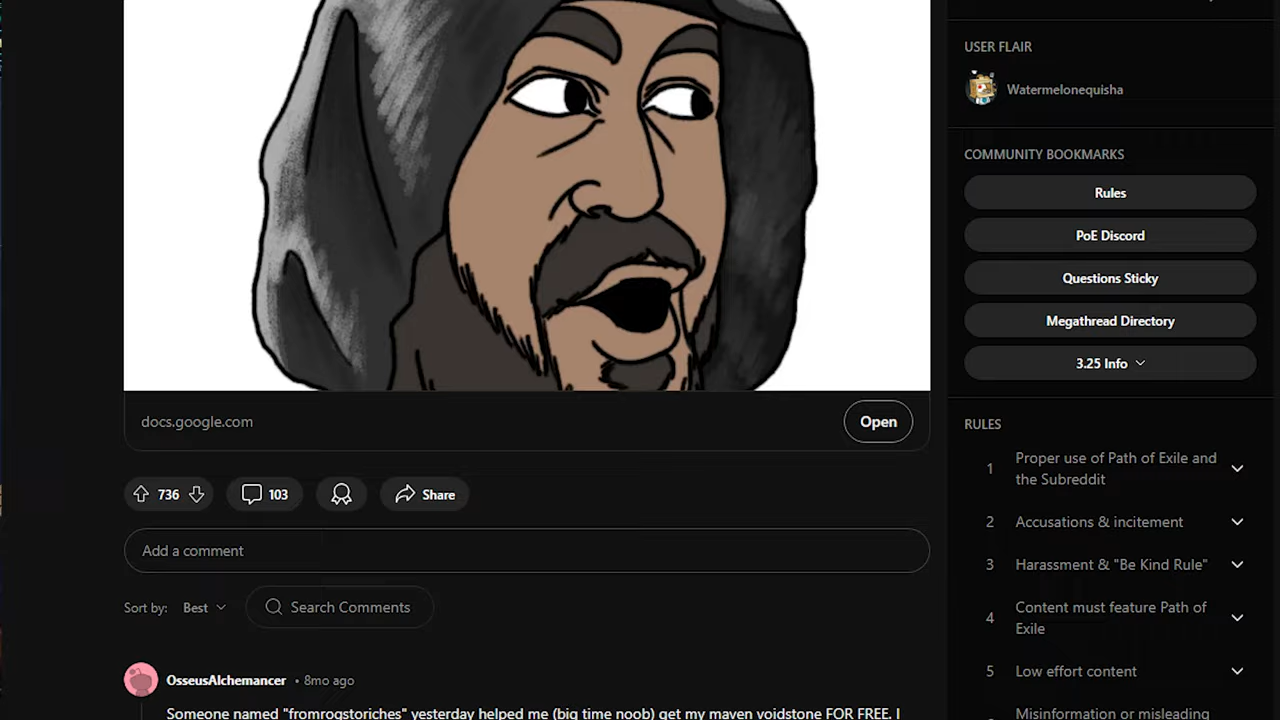 docs.google.com
Open
736
103
Share
Add a comment
Sort by:
Best
Search Comments
OsseusAlchemancer
• 8mo ago
Someone named "fromrogstoriches" yesterday helped me (big time noob) get my maven voidstone FOR FREE. I
USER FLAIR
Watermelonequisha
COMMUNITY BOOKMARKS
Rules
PoE Discord
Questions Sticky
Megathread Directory
3.25 Info
RULES
1
Proper use of Path of Exile and
the Subreddit
2
Accusations & incitement
3
Harassment & "Be Kind Rule"
4
Content must feature Path of
Exile
5
Low effort content
Misinformation or misleading